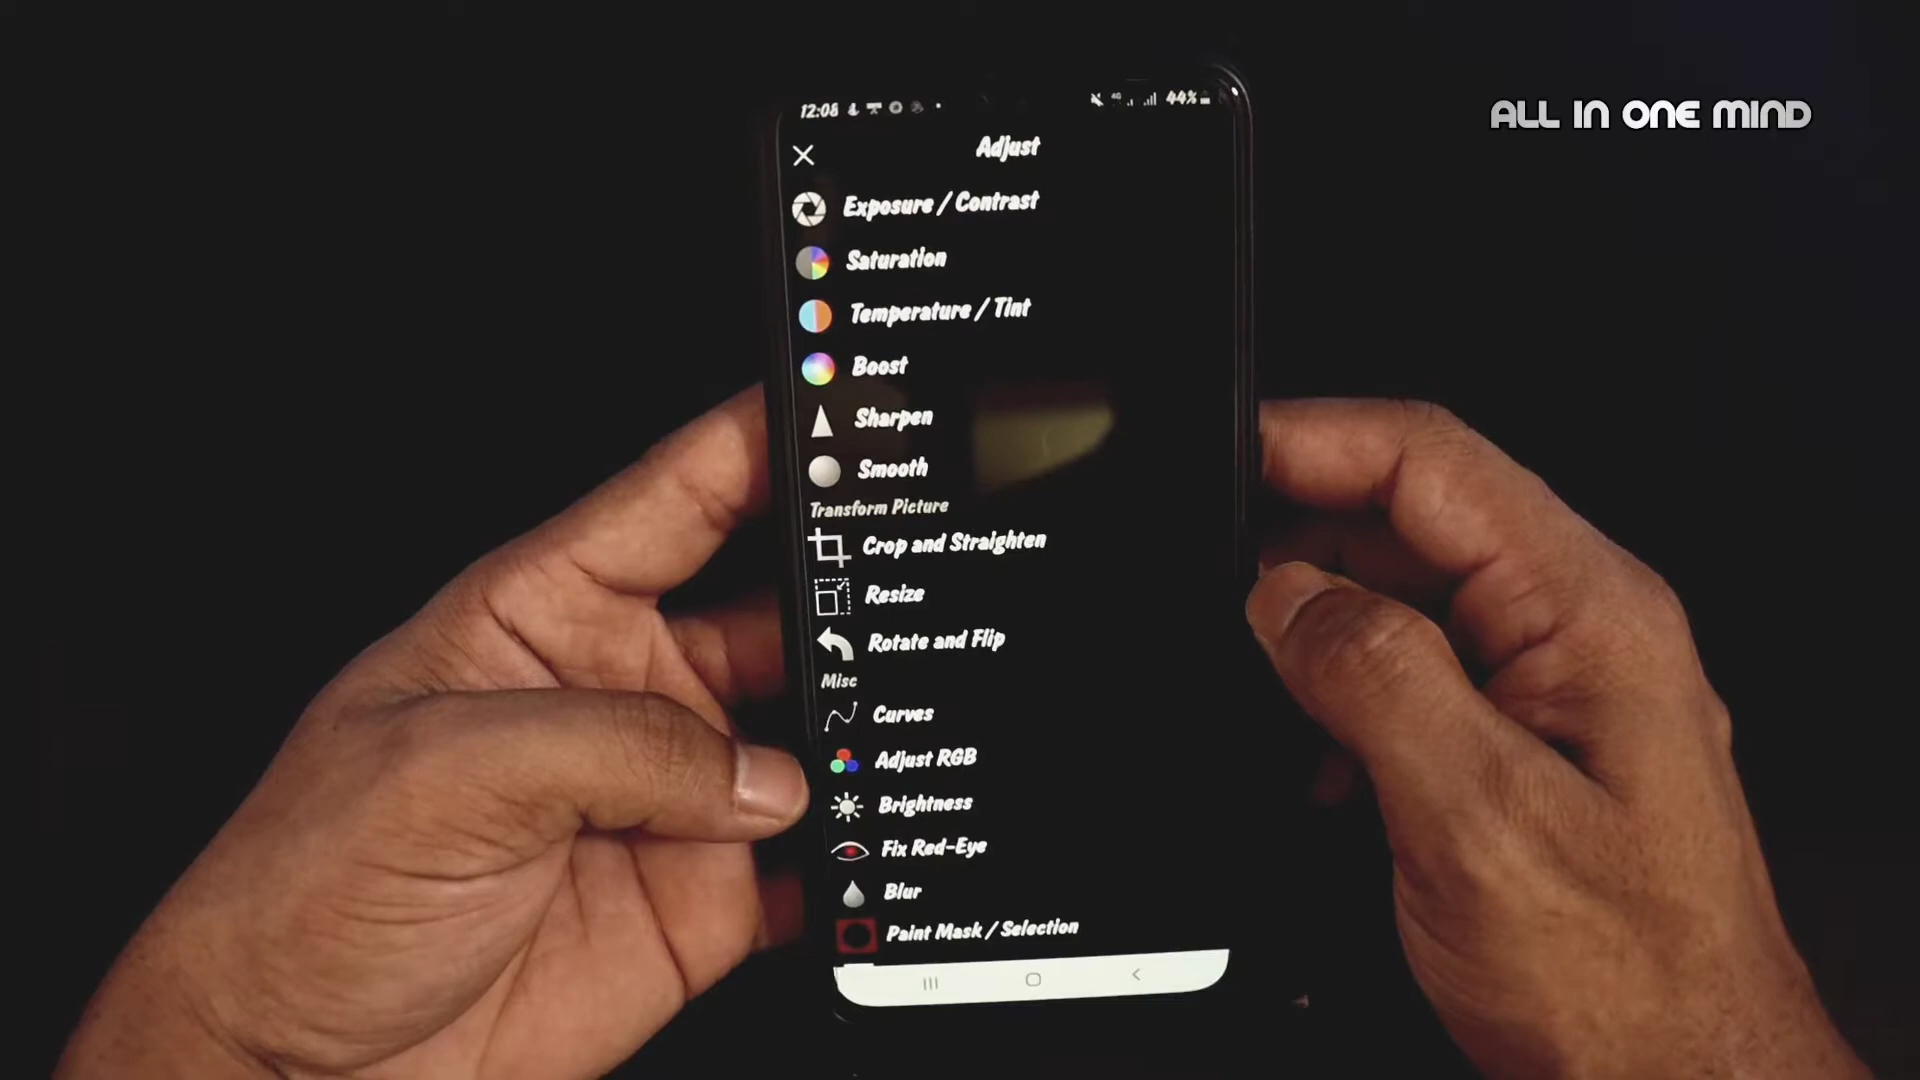 12:08
44%
ALL IN ONE MIND
Adjust
Exposure / Contrast
Saturation
Temperature / Tint
Boost
Sharpen
Smooth
Transform Picture
Crop and Straighten
Resize
Rotate and Flip
Misc
Curves
Adjust RGB
Brightness
Fix Red-Eye
Blur
Paint Mask / Selection